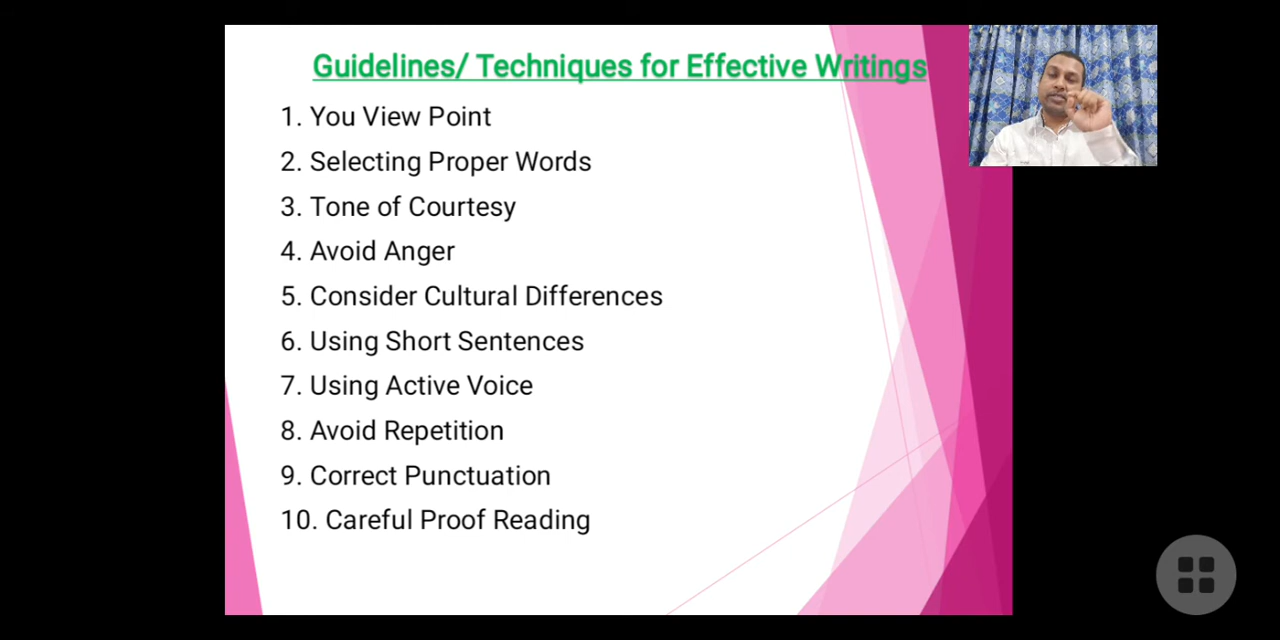 Guidelines/ Techniques for Effective Writings
1. You View Point
2. Selecting Proper Words
3. Tone of Courtesy
4. Avoid Anger
5. Consider Cultural Differences
6. Using Short Sentences
7. Using Active Voice
8. Avoid Repetition
9. Correct Punctuation
10. Careful Proof Reading